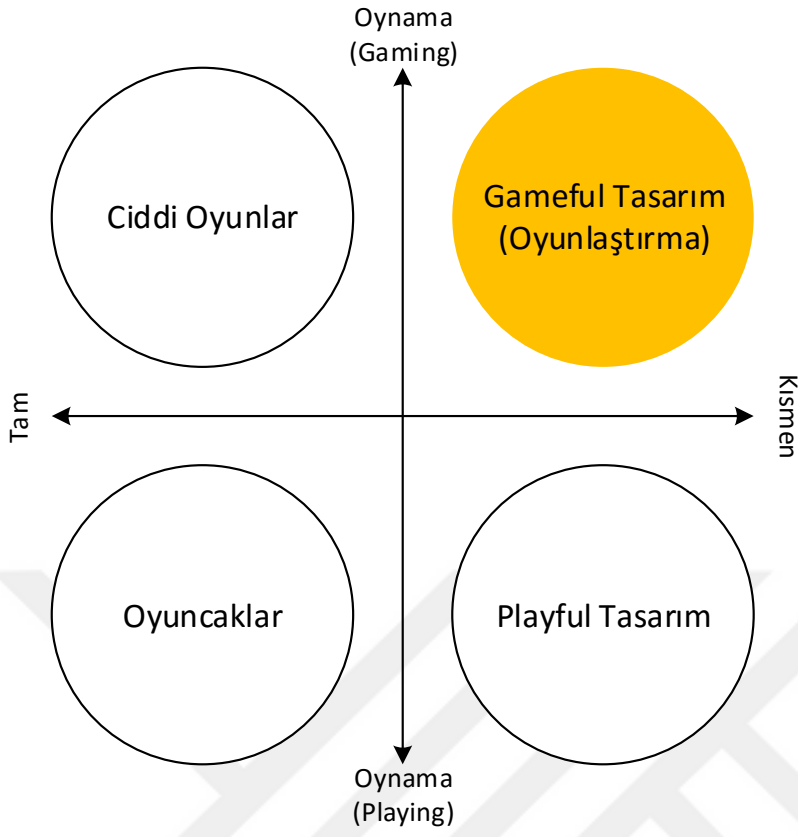 Oynama
(Gaming)
Ciddi Oyunlar
Gameful Tasarım
(Oyunlaştırma)
Tam
Kısmen
Oyuncaklar
Playful Tasarım
Oynama
(Playing)